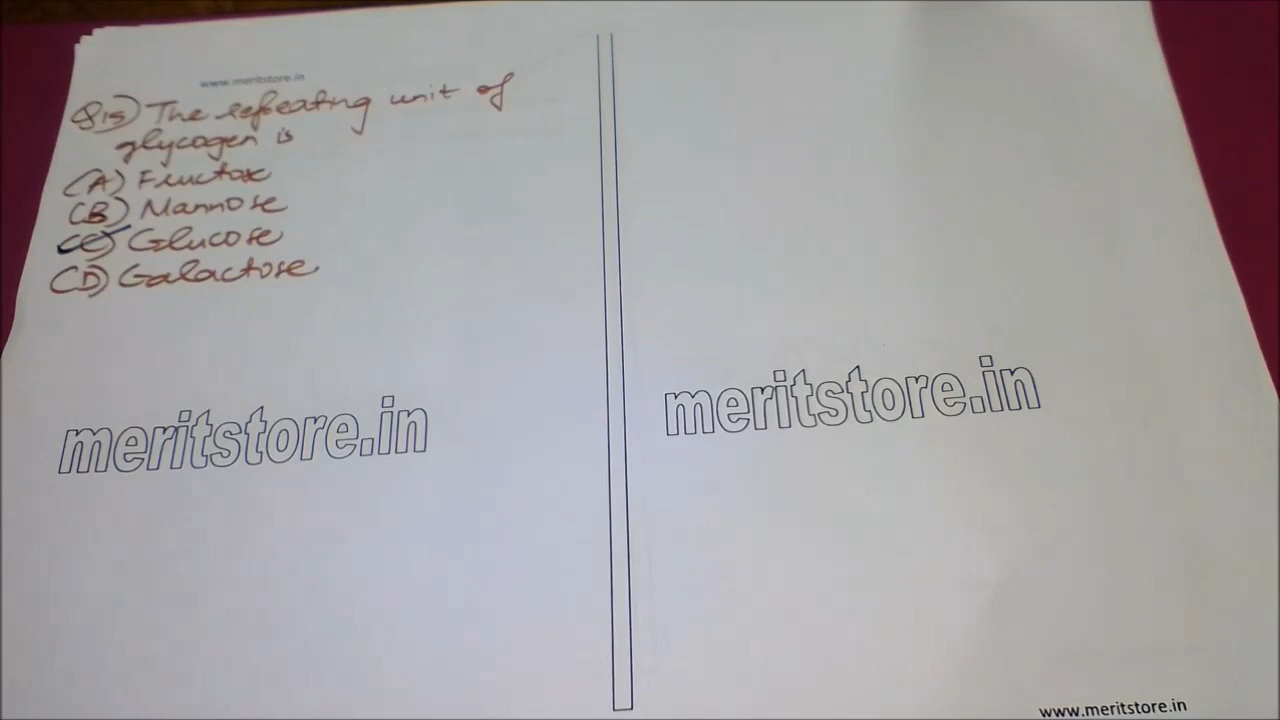 www.meritstore.in
Q15) The repeating unit of
glycogen is
(A) Fructose
(B) Mannose
(C) Glucose
(D) Galactose
meritstore.in
meritstore.in
www.meritstore.in